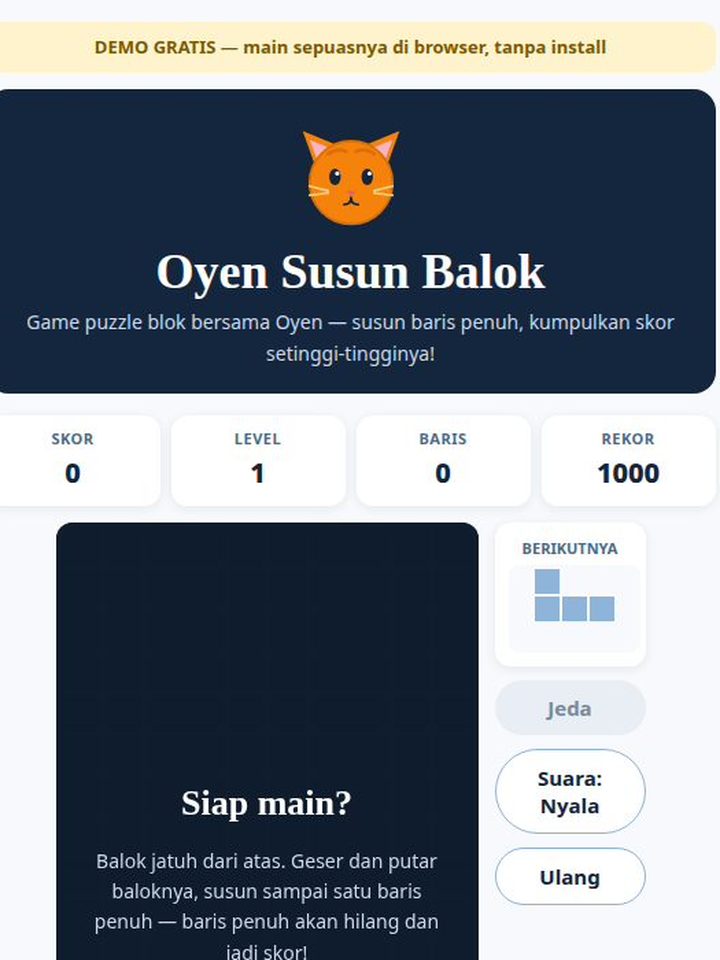 DEMO GRATIS — main sepuasnya di browser, tanpa install
Oyen Susun Balok
Game puzzle blok bersama Oyen — susun baris penuh, kumpulkan skor
setinggi-tingginya!
SKOR
0
LEVEL
1
BARIS
0
REKOR
1000
BERIKUTNYA
Jeda
Suara:
Nyala
Ulang
Siap main?
Balok jatuh dari atas. Geser dan putar
baloknya, susun sampai satu baris
penuh — baris penuh akan hilang dan
jadi skor!